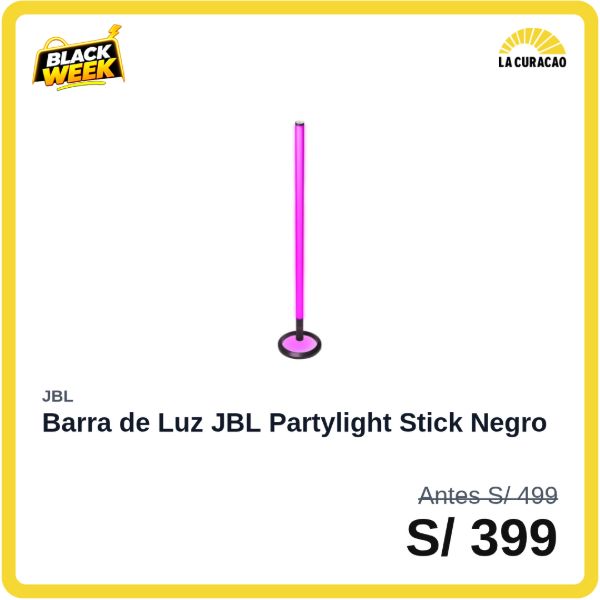 BLACK
WEEK
LA CURACAO
JBL
Barra de Luz JBL Partylight Stick Negro
Antes S/ 499
S/ 399